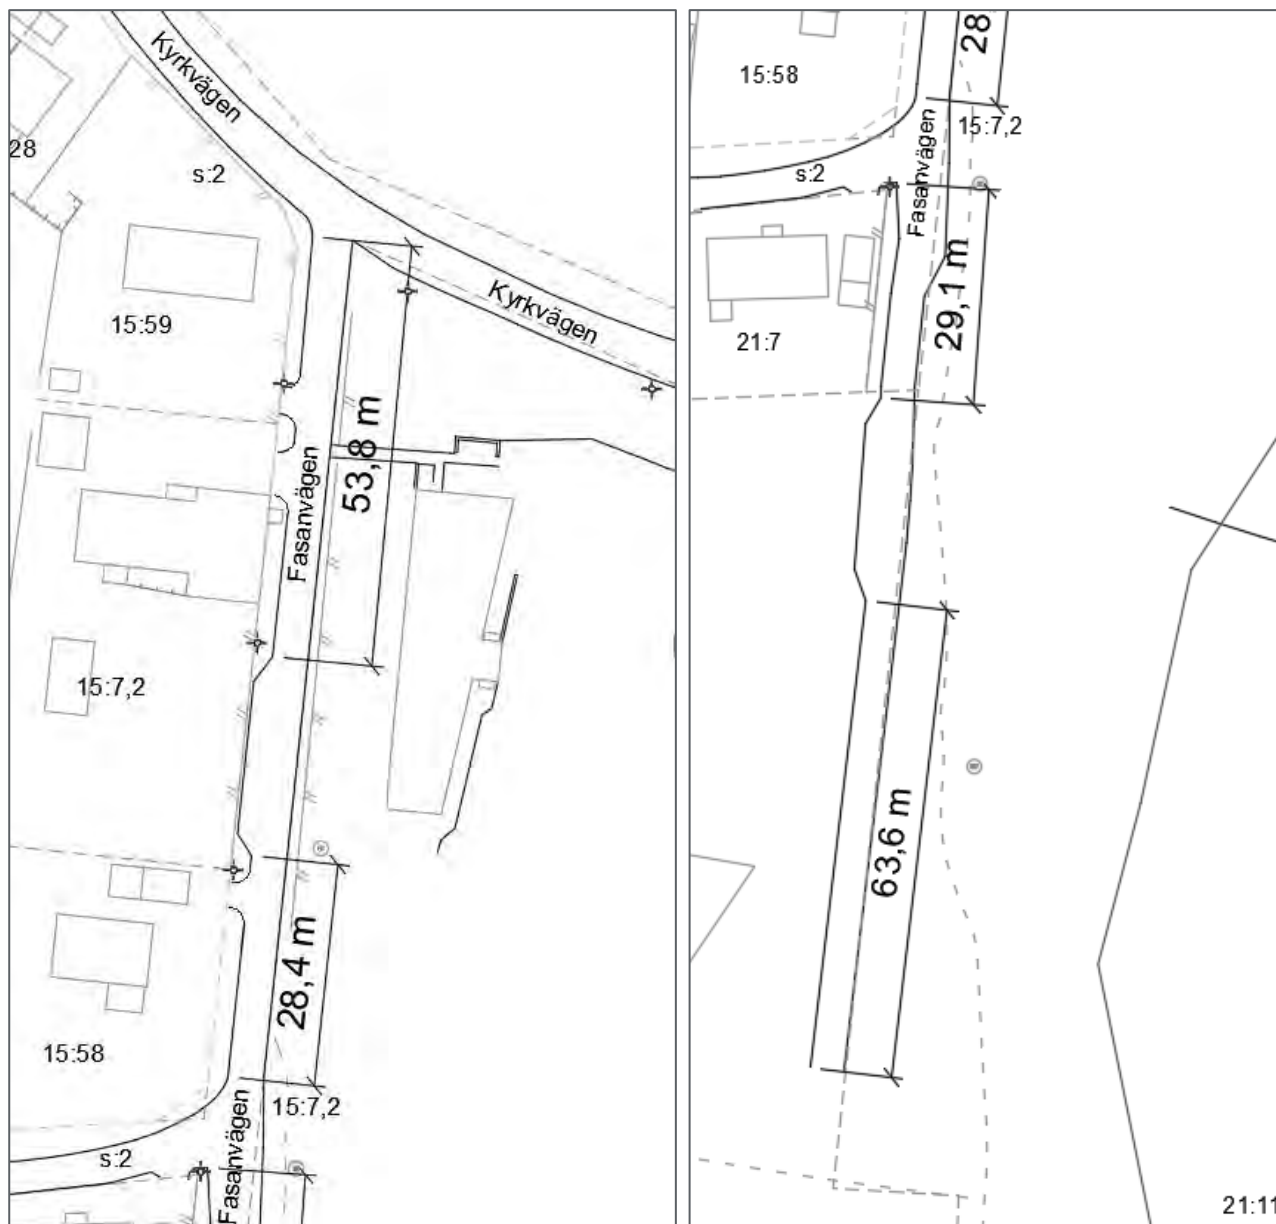 Kyrkvägen
28
s:2
15:59
Kyrkvägen
53,8 m
Fasanvägen
15:7,2
28,4 m
15:58
15:7,2
Fasanvägen
s:2
28
15:58
15:7,2
Fasanvägen
s:2
29,1 m
21:7
63,6 m
21:11